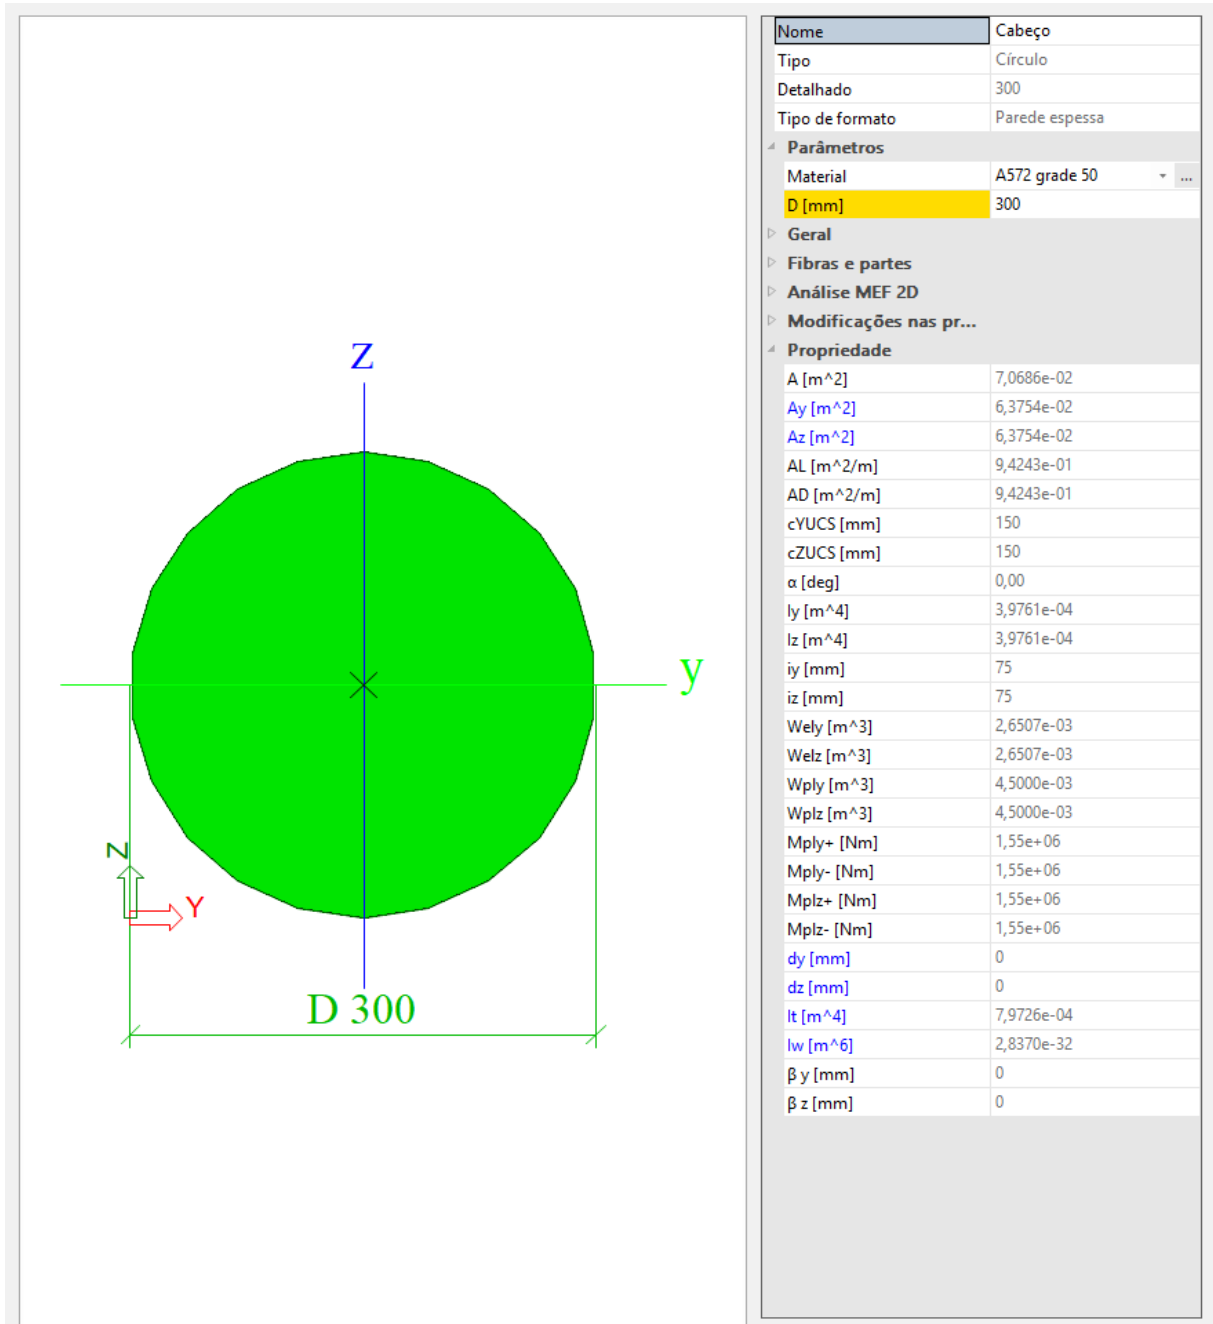 Z
y
Z
Y
D 300
Nome Cabeço
Tipo Círculo
Detalhado 300
Tipo de formato Parede espessa
Parâmetros
Material A572 grade 50 ...
D [mm] 300
Geral
Fibras e partes
Análise MEF 2D
Modificações nas pr...
Propriedade
A [m^2] 7,0686e-02
Ay [m^2] 6,3754e-02
Az [m^2] 6,3754e-02
AL [m^2/m] 9,4243e-01
AD [m^2/m] 9,4243e-01
cYUCS [mm] 150
cZUCS [mm] 150
α [deg] 0,00
Iy [m^4] 3,9761e-04
Iz [m^4] 3,9761e-04
iy [mm] 75
iz [mm] 75
Wely [m^3] 2,6507e-03
Welz [m^3] 2,6507e-03
Wply [m^3] 4,5000e-03
Wplz [m^3] 4,5000e-03
Mply+ [Nm] 1,55e+06
Mply- [Nm] 1,55e+06
Mplz+ [Nm] 1,55e+06
Mplz- [Nm] 1,55e+06
dy [mm] 0
dz [mm] 0
It [m^4] 7,9726e-04
Iw [m^6] 2,8370e-32
β y [mm] 0
β z [mm] 0